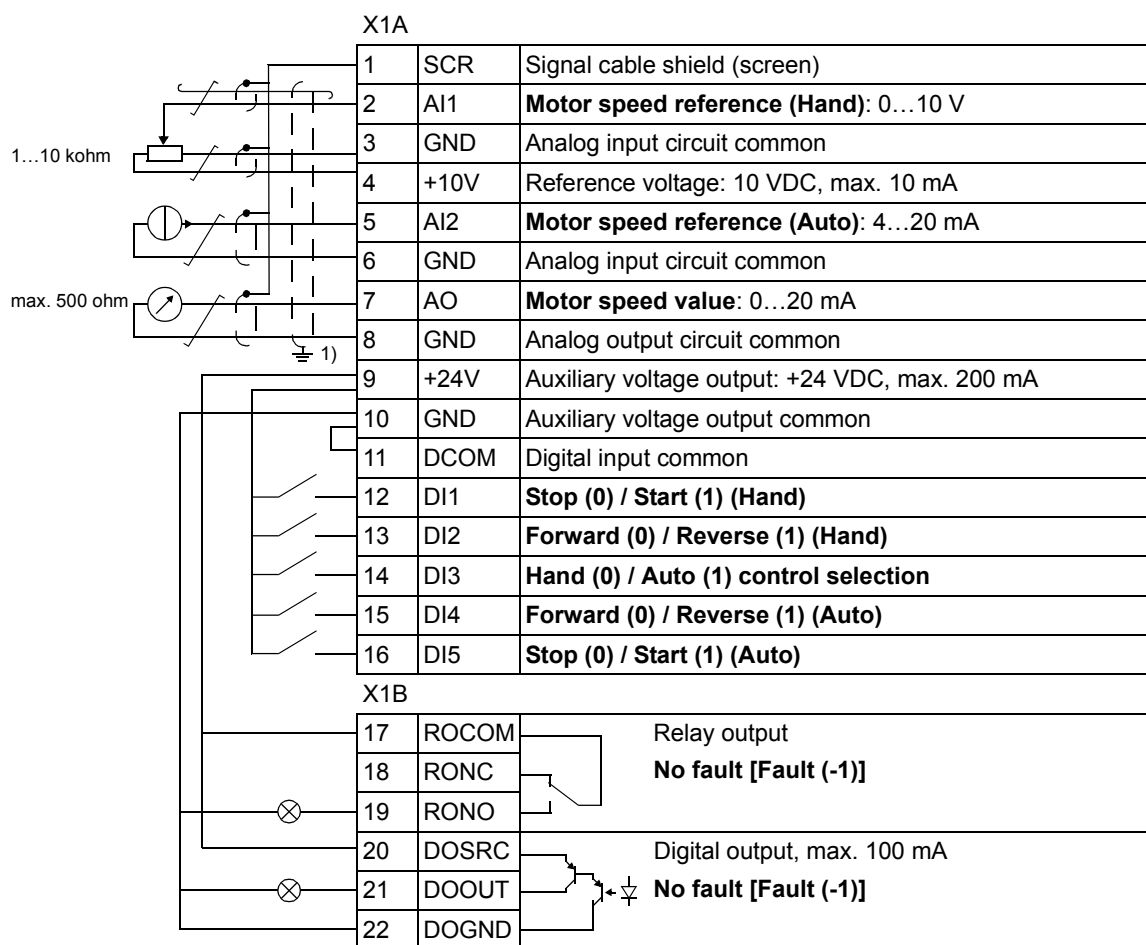 X1A
1 SCR Signal cable shield (screen)
2 AI1 Motor speed reference (Hand): 0…10 V
3 GND Analog input circuit common
1…10 kohm
4 +10V Reference voltage: 10 VDC, max. 10 mA
5 AI2 Motor speed reference (Auto): 4…20 mA
6 GND Analog input circuit common
max. 500 ohm
7 AO Motor speed value: 0…20 mA
8 GND Analog output circuit common
1)
9 +24V Auxiliary voltage output: +24 VDC, max. 200 mA
10 GND Auxiliary voltage output common
11 DCOM Digital input common
12 DI1 Stop (0) / Start (1) (Hand)
13 DI2 Forward (0) / Reverse (1) (Hand)
14 DI3 Hand (0) / Auto (1) control selection
15 DI4 Forward (0) / Reverse (1) (Auto)
16 DI5 Stop (0) / Start (1) (Auto)
X1B
17 ROCOM Relay output
18 RONC No fault [Fault (-1)]
19 RONO
20 DOSRC Digital output, max. 100 mA
21 DOOUT No fault [Fault (-1)]
22 DOGND